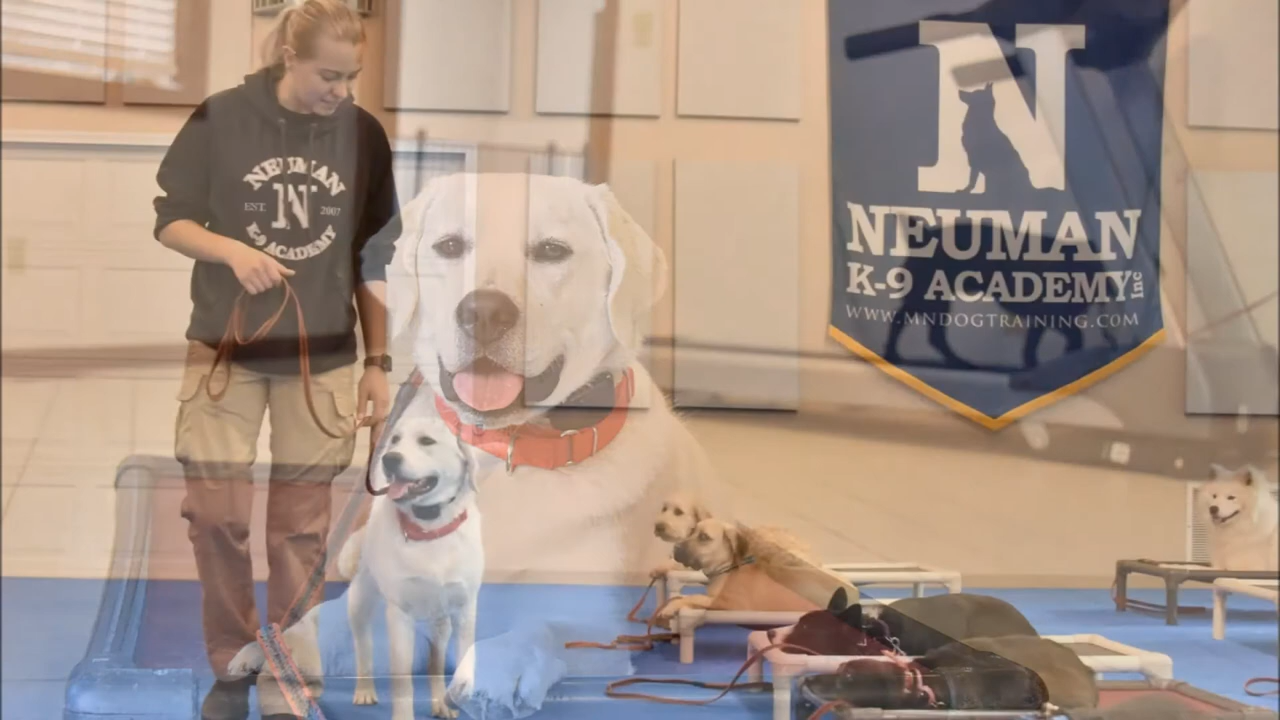 NEUMAN
EST. N 2007
K-9 ACADEMY
N
NEUMAN
K-9 ACADEMY Inc
WWW.MNDOGTRAINING.COM